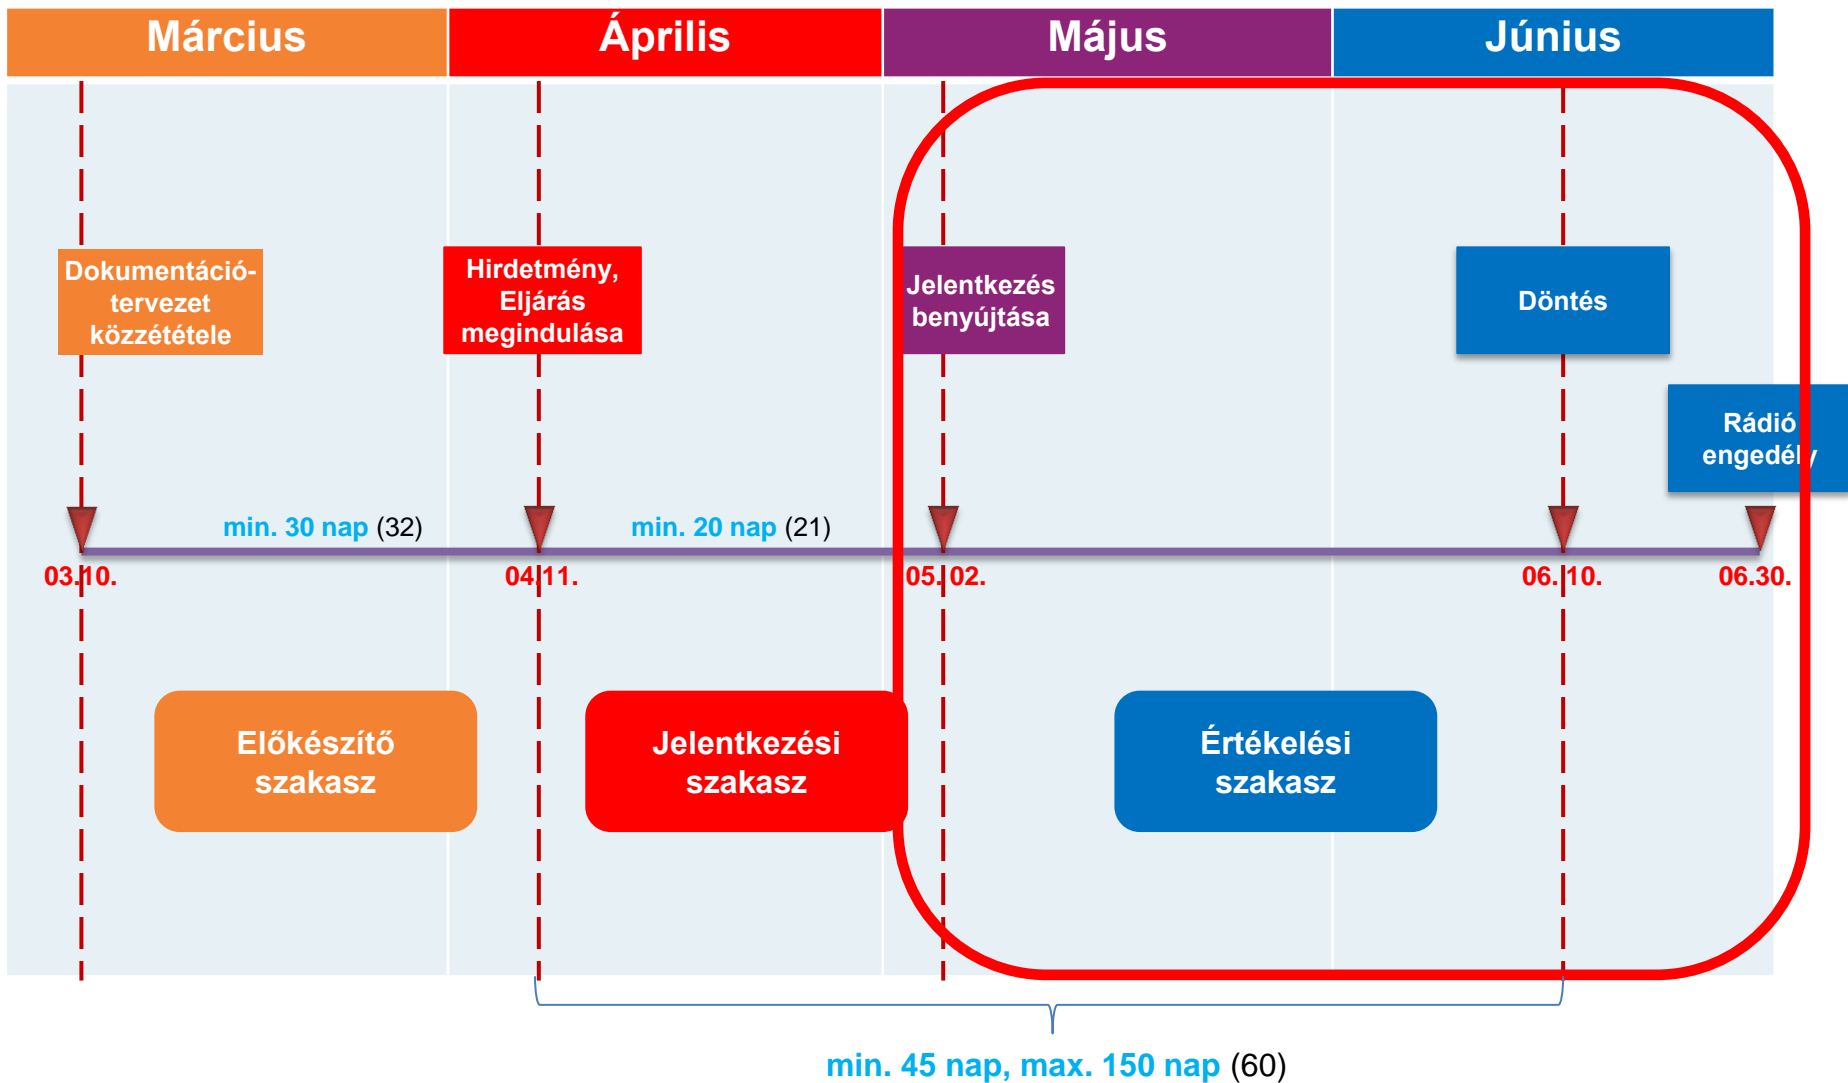 Március
Április
Május
Június
Dokumentáció-
tervezet
közzététele
Hirdetmény,
Eljárás
megindulása
Jelentkezés
benyújtása
Döntés
Rádió
engedély
min. 30 nap (32)
min. 20 nap (21)
03.10.
04.11.
05.02.
06.10.
06.30.
Előkészítő
szakasz
Jelentkezési
szakasz
Értékelési
szakasz
min. 45 nap, max. 150 nap (60)